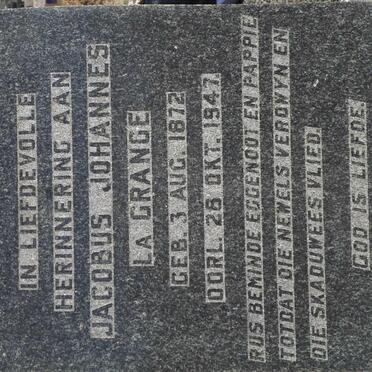 IN LIEFDEVOLLE
HERINNERING AAN
JACOBUS JOHANNES
LA GRANGE
GEB. 3 AUG. 1872
OORL. 28 OKT. 1947
RUS BEMINDE EGGENOOT EN PAPPIE
TOTDAT DIE NEWELS VERDWYN EN
DIE SKADUWEES VLIED
GOD IS LIEFDE